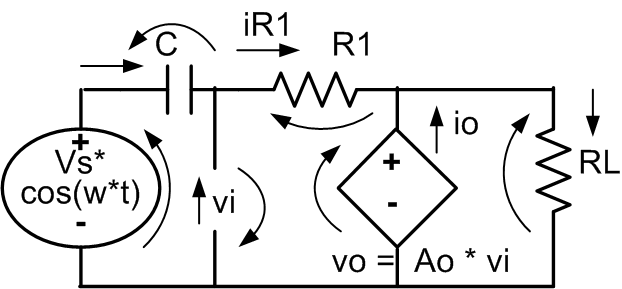 iR1
C
R1
+
Vs*
cos(w*t)
-
vi
+
-
io
RL
vo = Ao * vi